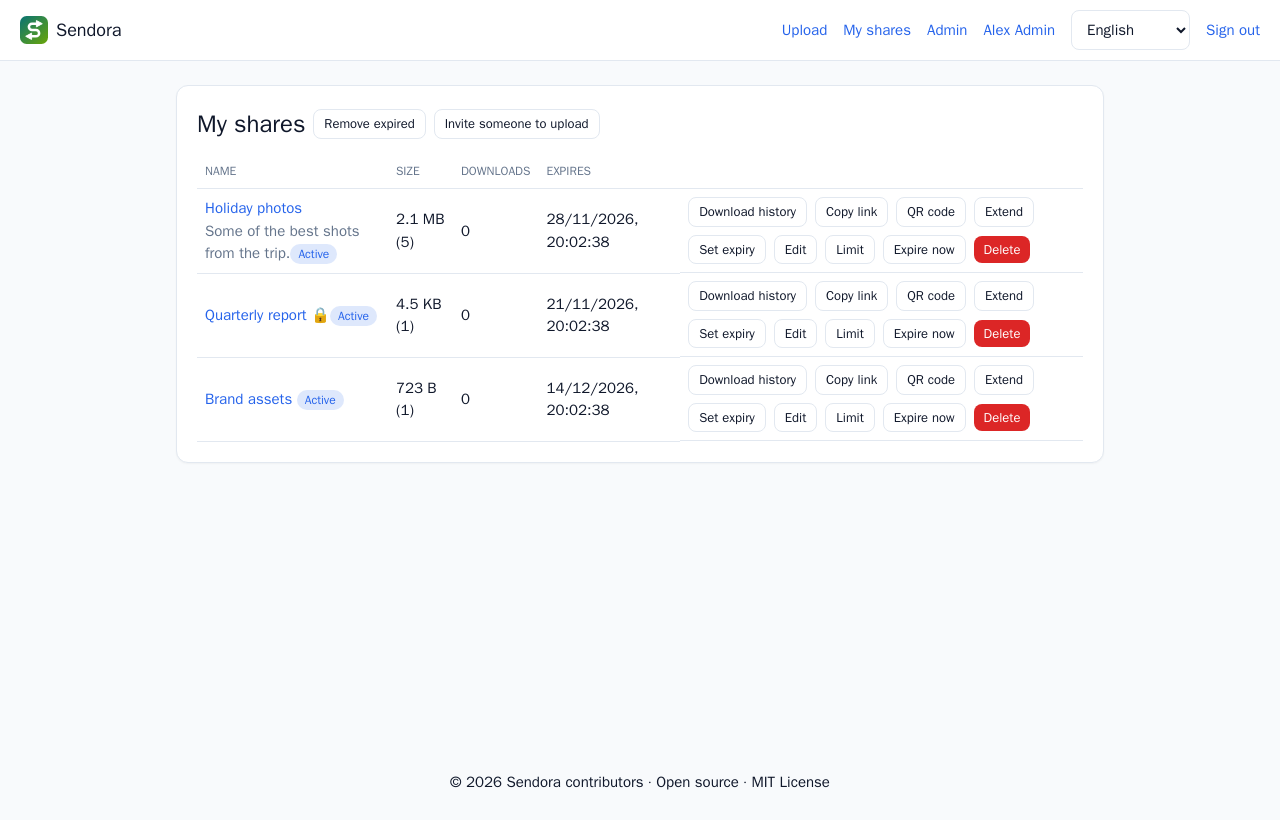 Sendora
Upload My shares Admin Alex Admin English Sign out
My shares Remove expired Invite someone to upload
NAME SIZE DOWNLOADS EXPIRES
Holiday photos
Some of the best shots
from the trip. Active
2.1 MB
(5)
0
28/11/2026,
20:02:38
Download history Copy link QR code Extend
Set expiry Edit Limit Expire now Delete
Quarterly report 🔒 Active
4.5 KB
(1)
0
21/11/2026,
20:02:38
Download history Copy link QR code Extend
Set expiry Edit Limit Expire now Delete
Brand assets Active
723 B
(1)
0
14/12/2026,
20:02:38
Download history Copy link QR code Extend
Set expiry Edit Limit Expire now Delete
© 2026 Sendora contributors · Open source · MIT License